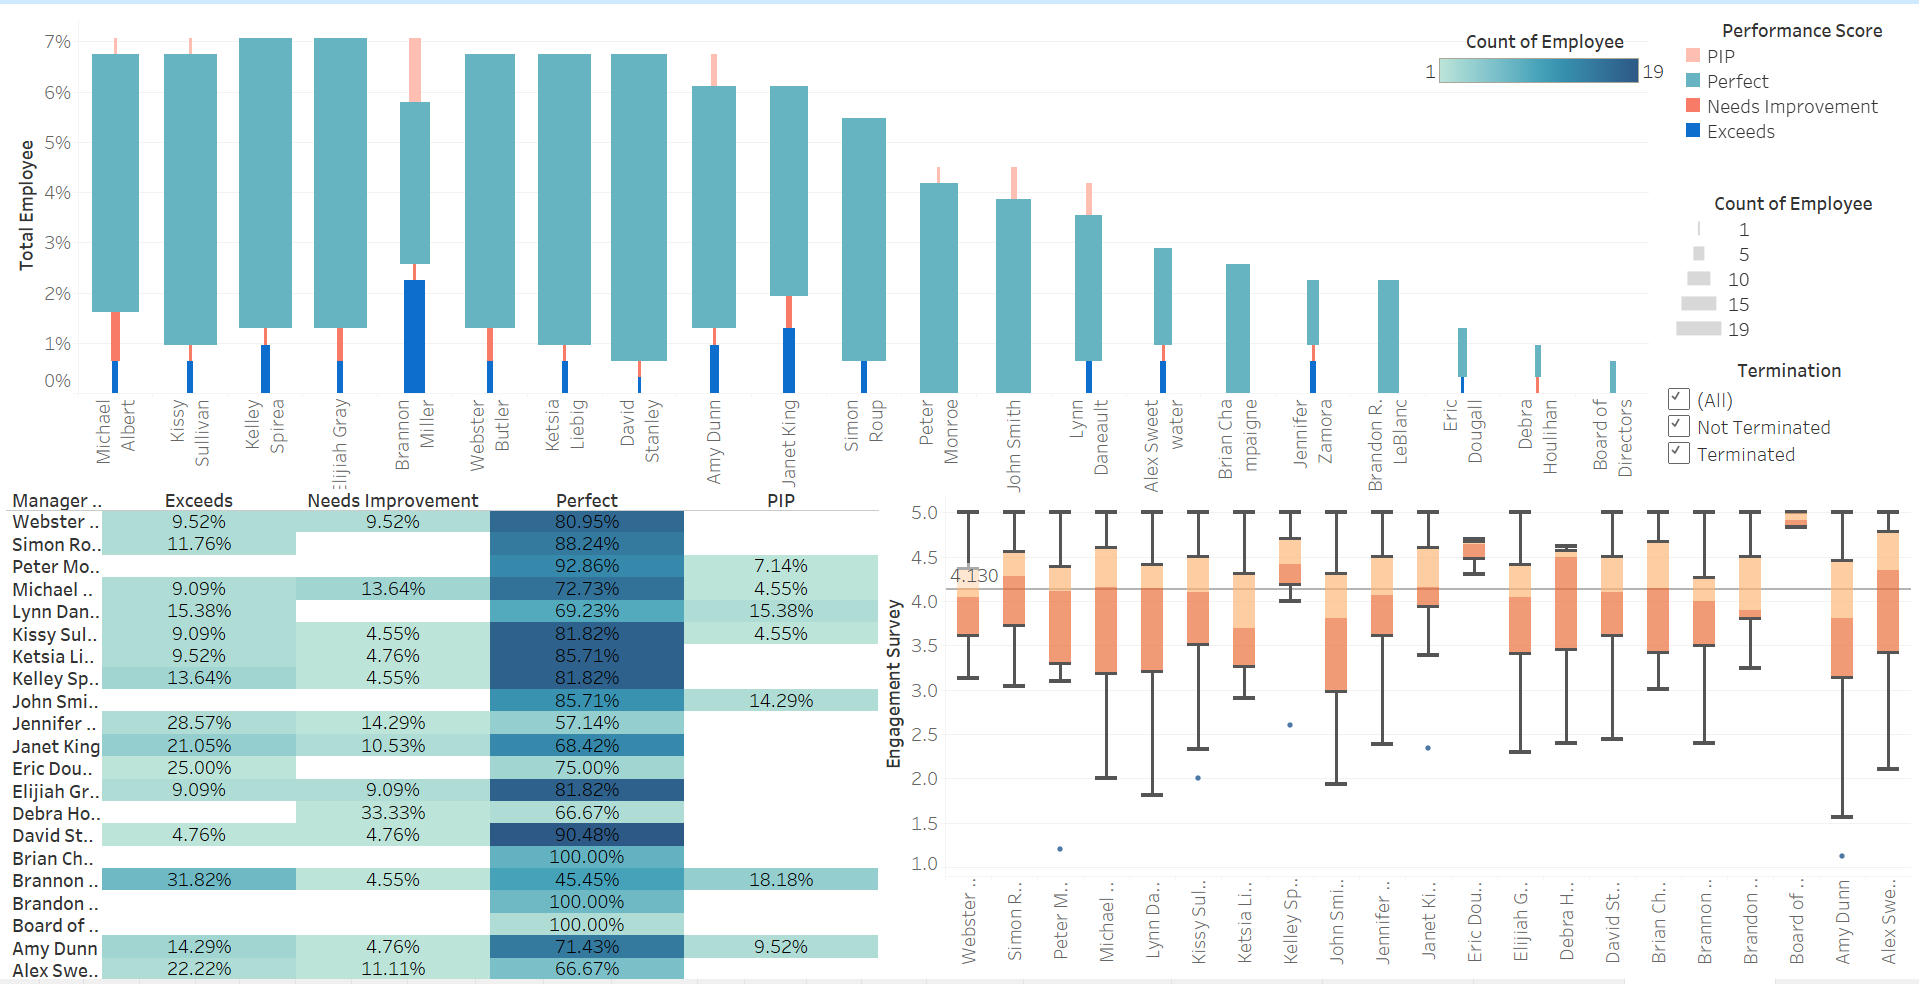 Total Employee
7%
6%
5%
4%
3%
2%
1%
0%
Michael
Albert
Kissy
Sullivan
Kelley
Spirea
Elijiah Gray
Brannon
Miller
Webster
Butler
Ketsia
Liebig
David
Stanley
Amy Dunn
Janet King
Simon
Roup
Peter
Monroe
John Smith
Lynn
Daneault
Alex Sweet
water
Brian Cha
mpaigne
Jennifer
Zamora
Brandon R.
LeBlanc
Eric
Dougall
Debra
Houlihan
Board of
Directors
Count of Employee
1 19
Performance Score
PIP
Perfect
Needs Improvement
Exceeds
Count of Employee
1
5
10
15
19
Termination
(All)
Not Terminated
Terminated
Manager .. Exceeds Needs Improvement Perfect PIP
Webster .. 9.52% 9.52% 80.95%
Simon Ro.. 11.76% 88.24%
Peter Mo.. 92.86% 7.14%
Michael .. 9.09% 13.64% 72.73% 4.55%
Lynn Dan.. 15.38% 69.23% 15.38%
Kissy Sul.. 9.09% 4.55% 81.82% 4.55%
Ketsia Li.. 9.52% 4.76% 85.71%
Kelley Sp.. 13.64% 4.55% 81.82%
John Smi.. 85.71% 14.29%
Jennifer .. 28.57% 14.29% 57.14%
Janet King 21.05% 10.53% 68.42%
Eric Dou.. 25.00% 75.00%
Elijiah Gr.. 9.09% 9.09% 81.82%
Debra Ho.. 33.33% 66.67%
David St.. 4.76% 4.76% 90.48%
Brian Ch.. 100.00%
Brannon .. 31.82% 4.55% 45.45% 18.18%
Brandon .. 100.00%
Board of .. 100.00%
Amy Dunn 14.29% 4.76% 71.43% 9.52%
Alex Swe.. 22.22% 11.11% 66.67%
Engagement Survey
5.0
4.5
4.0
3.5
3.0
2.5
2.0
1.5
1.0
4.130
Webster ..
Simon R..
Peter M..
Michael ..
Lynn Da..
Kissy Sul..
Ketsia Li..
Kelley Sp..
John Smi..
Jennifer ..
Janet Ki..
Eric Dou..
Elijiah G..
Debra H..
David St..
Brian Ch..
Brannon ..
Brandon ..
Board of ..
Amy Dunn
Alex Swe..